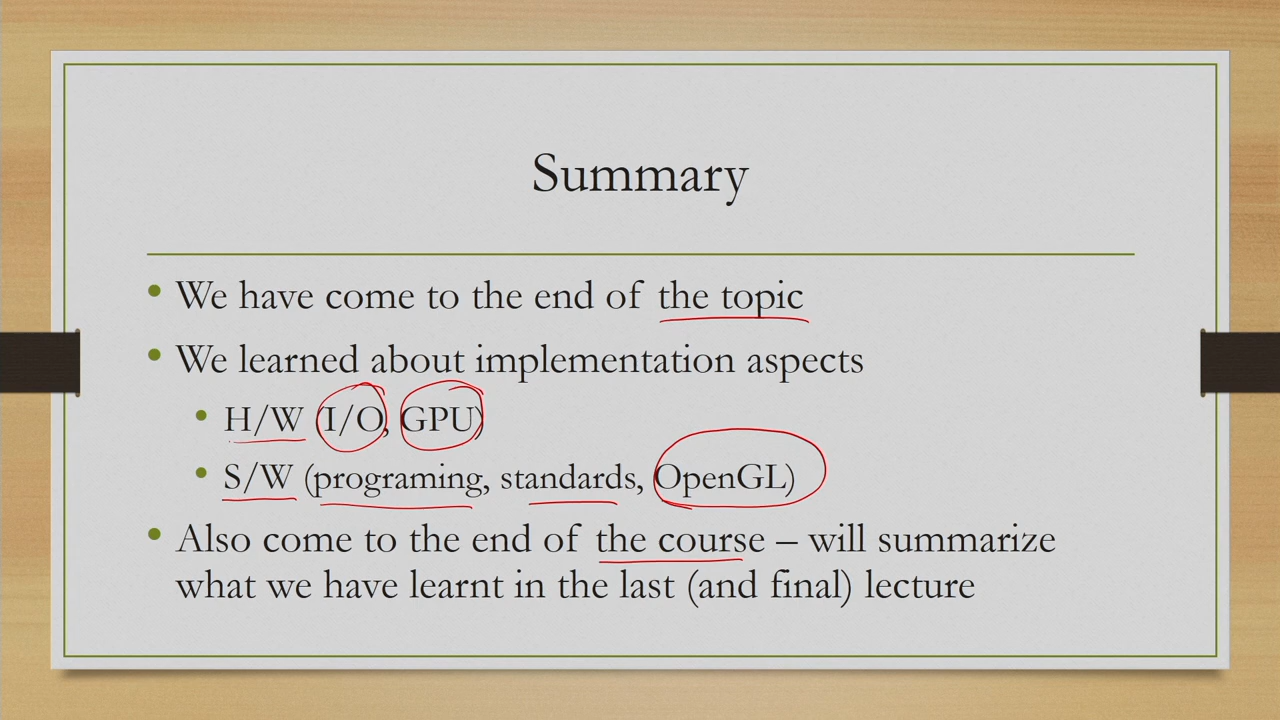 Summary
• We have come to the end of the topic
• We learned about implementation aspects
• H/W (I/O, GPU)
• S/W (programing, standards, OpenGL)
• Also come to the end of the course – will summarize
what we have learnt in the last (and final) lecture